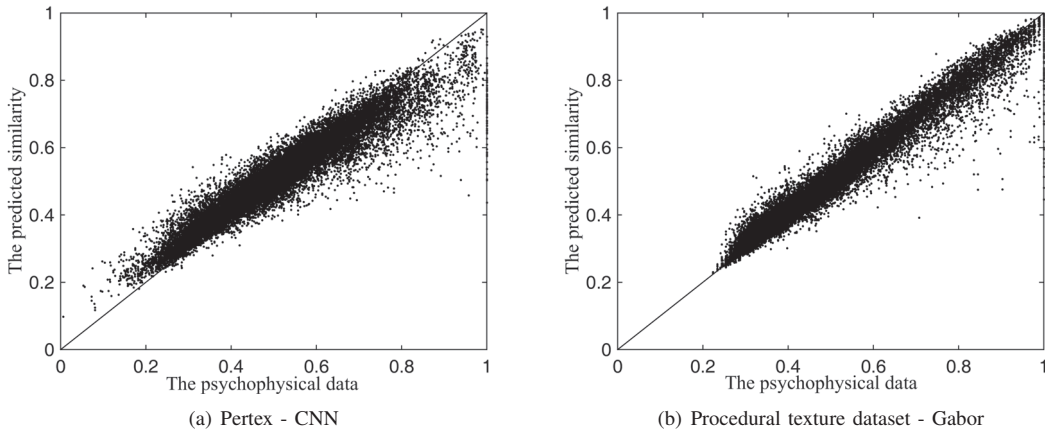 1
0.8
0.6
0.4
0.2
0
0 0.2 0.4 0.6 0.8 1
The predicted similarity
The psychophysical data
(a) Pertex - CNN
1
0.8
0.6
0.4
0.2
0
0 0.2 0.4 0.6 0.8 1
The predicted similarity
The psychophysical data
(b) Procedural texture dataset - Gabor